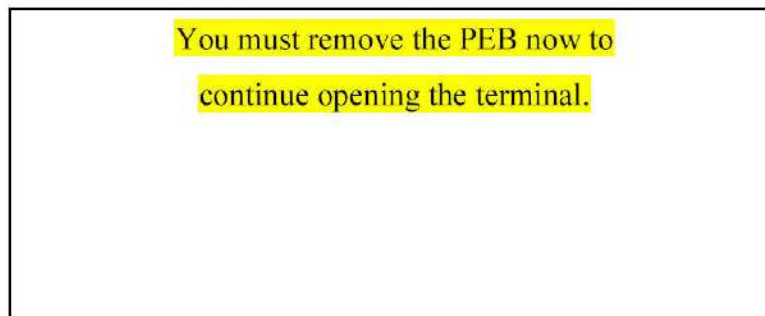 You must remove the PEB now to
continue opening the terminal.